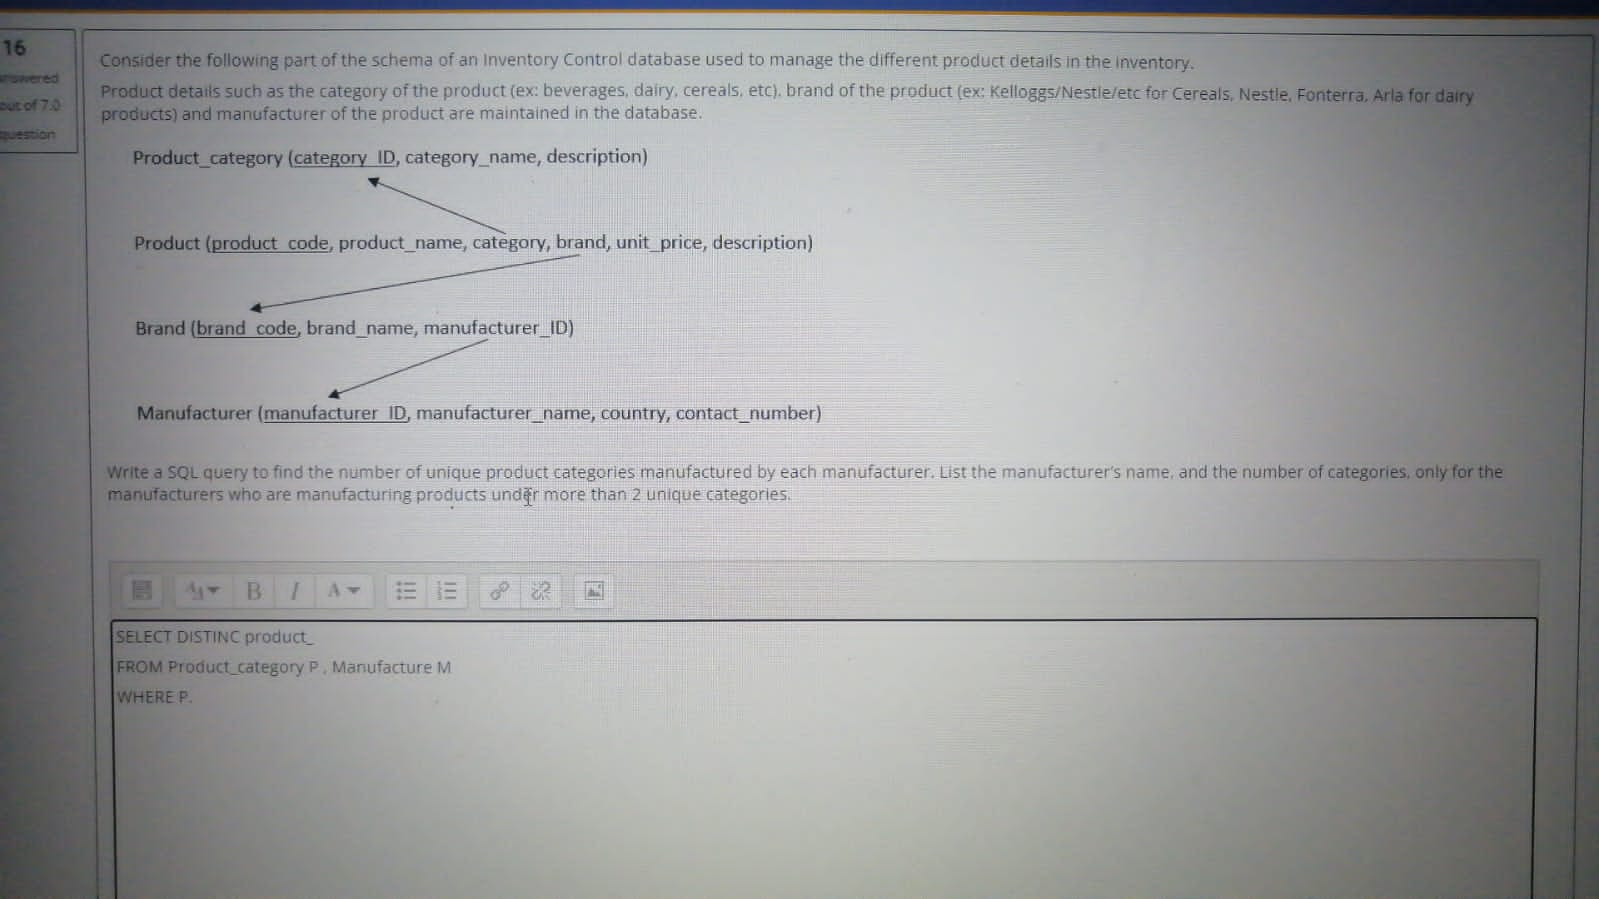 16
answered
out of 7.0
question
Consider the following part of the schema of an Inventory Control database used to manage the different product details in the inventory.
Product details such as the category of the product (ex: beverages, dairy, cereals, etc), brand of the product (ex: Kelloggs/Nestle/etc for Cereals, Nestle, Fonterra, Arla for dairy
products) and manufacturer of the product are maintained in the database.
Product_category (category_ID, category_name, description)
Product (product_code, product_name, category, brand, unit_price, description)
Brand (brand_code, brand_name, manufacturer_ID)
Manufacturer (manufacturer_ID, manufacturer_name, country, contact_number)
Write a SQL query to find the number of unique product categories manufactured by each manufacturer. List the manufacturer's name, and the number of categories, only for the
manufacturers who are manufacturing products under more than 2 unique categories.
B I A
SELECT DISTINC product_
FROM Product_category P , Manufacture M
WHERE P.